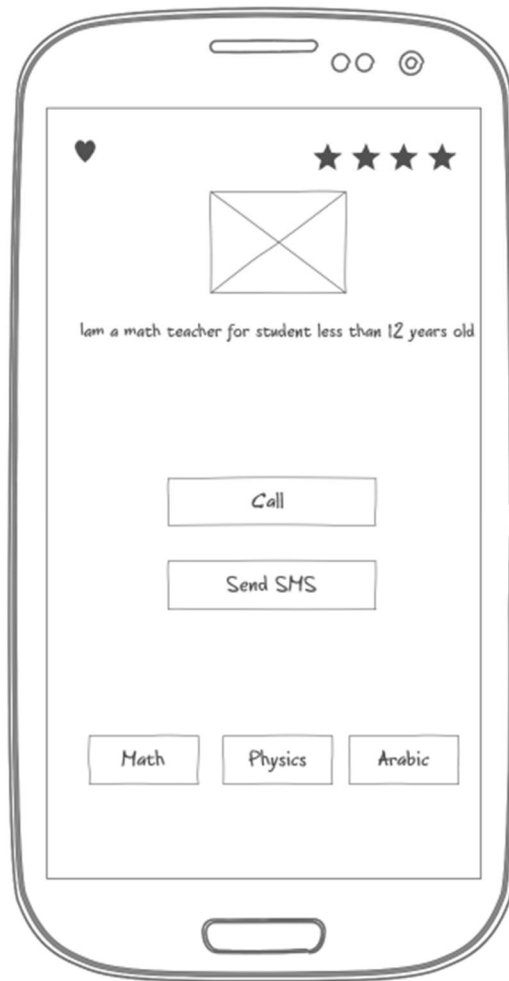 Iam a math teacher for student less than 12 years old
Call
Send SMS
Math
Physics
Arabic